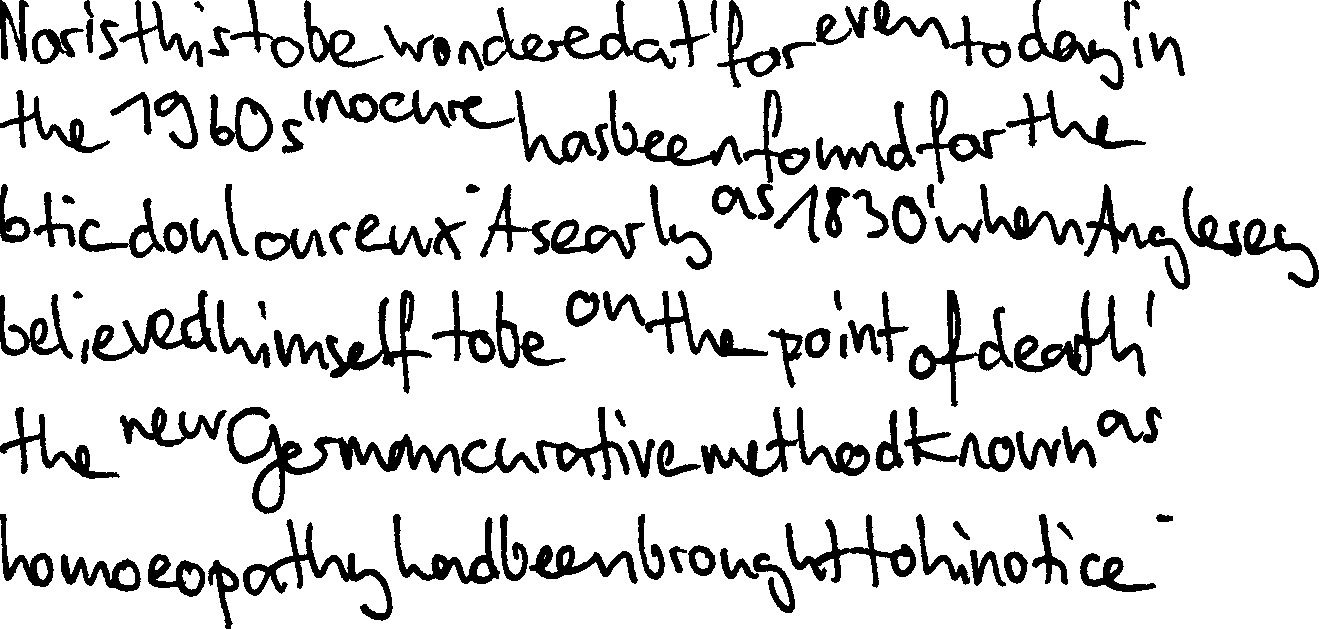 Nor is this to be wondered at, for even today, in
the 1960s, no cure has been found for the
tic douloureux. As early as 1830, when Anglesey
believed himself to be on the point of death,
the new German curative method known as
homoeopathy had been brought to hi notice.